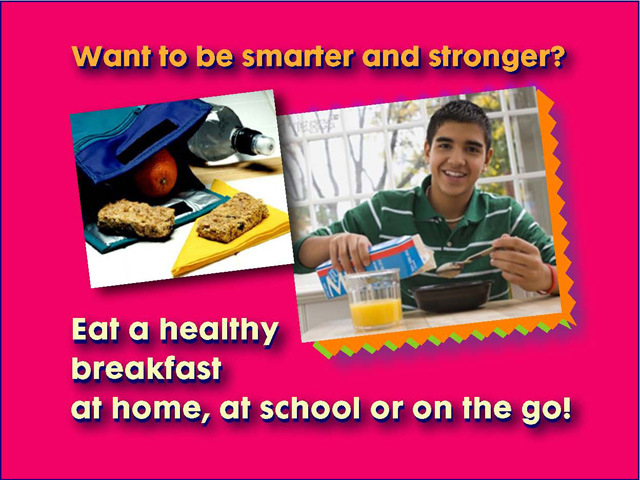 Want to be smarter and stronger?
Eat a healthy
breakfast
at home, at school or on the go!